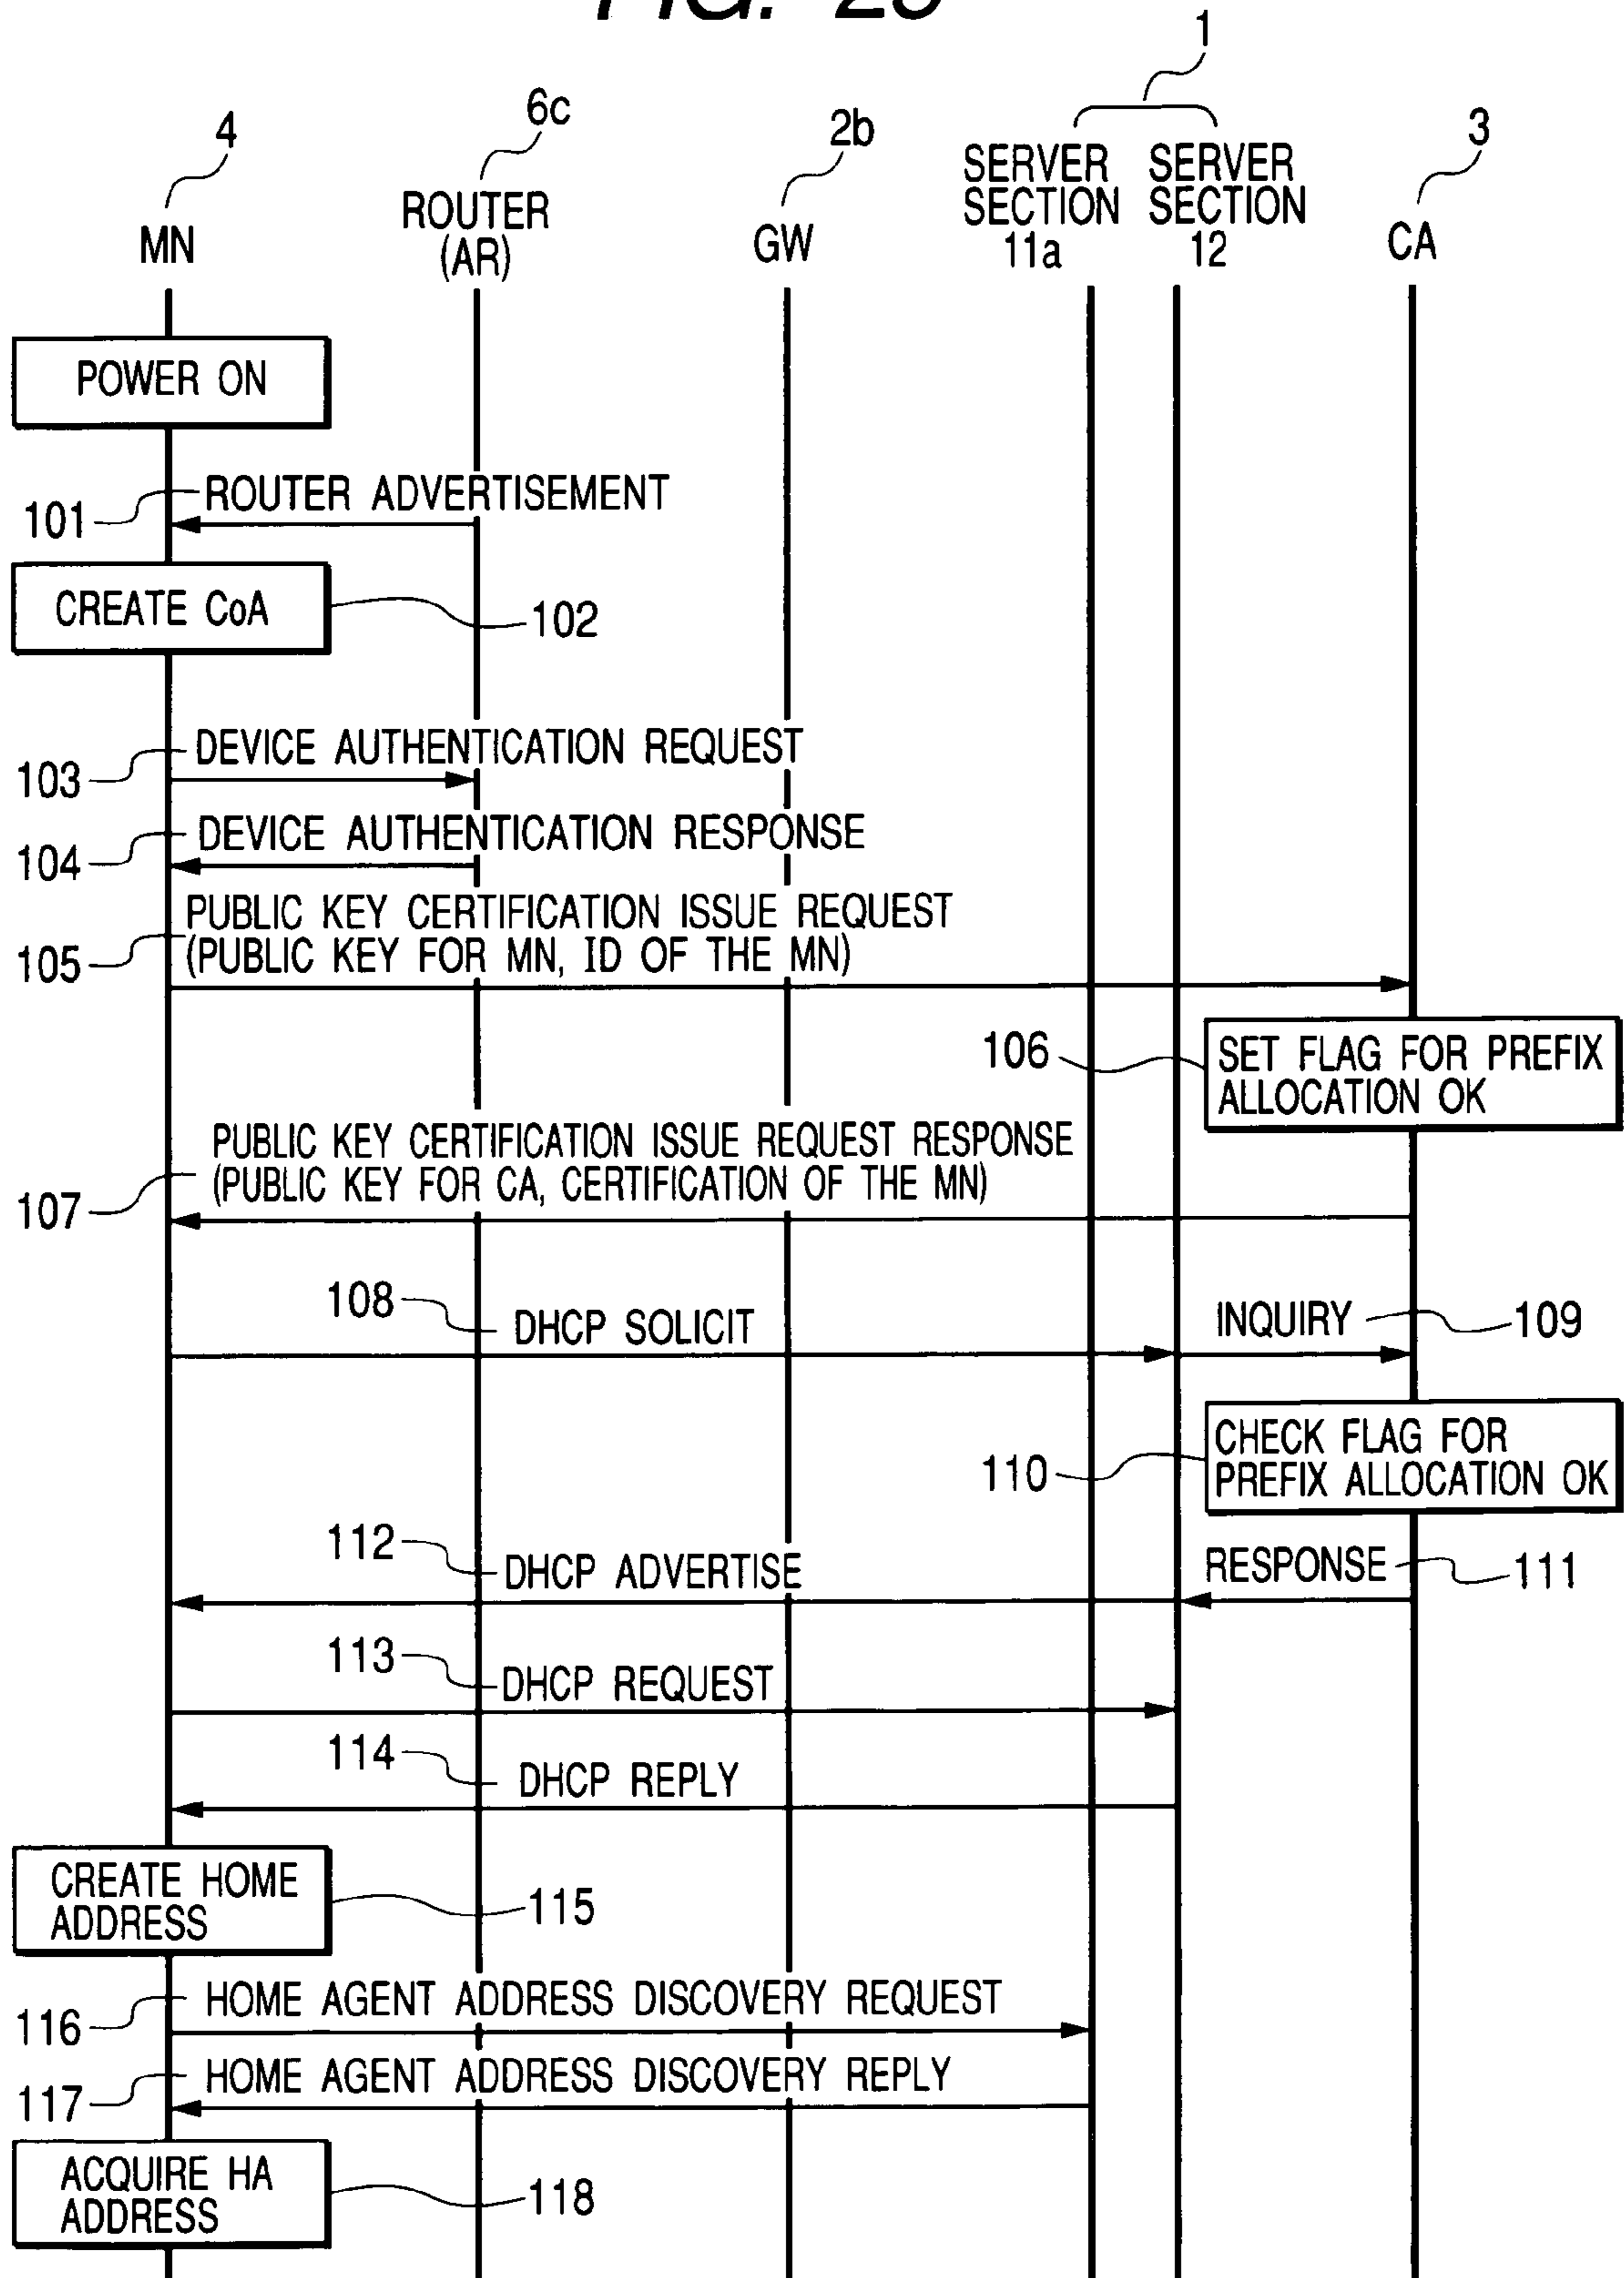 1
4
6c
2b
3
SERVER SECTION 11a
SERVER SECTION 12
MN
ROUTER (AR)
GW
CA
POWER ON
101
ROUTER ADVERTISEMENT
CREATE CoA
102
103
DEVICE AUTHENTICATION REQUEST
104
DEVICE AUTHENTICATION RESPONSE
105
PUBLIC KEY CERTIFICATION ISSUE REQUEST
(PUBLIC KEY FOR MN, ID OF THE MN)
106
SET FLAG FOR PREFIX
ALLOCATION OK
107
PUBLIC KEY CERTIFICATION ISSUE REQUEST RESPONSE
(PUBLIC KEY FOR CA, CERTIFICATION OF THE MN)
108
DHCP SOLICIT
INQUIRY
109
110
CHECK FLAG FOR
PREFIX ALLOCATION OK
112
DHCP ADVERTISE
RESPONSE
111
113
DHCP REQUEST
114
DHCP REPLY
CREATE HOME
ADDRESS
115
116
HOME AGENT ADDRESS DISCOVERY REQUEST
117
HOME AGENT ADDRESS DISCOVERY REPLY
ACQUIRE HA
ADDRESS
118